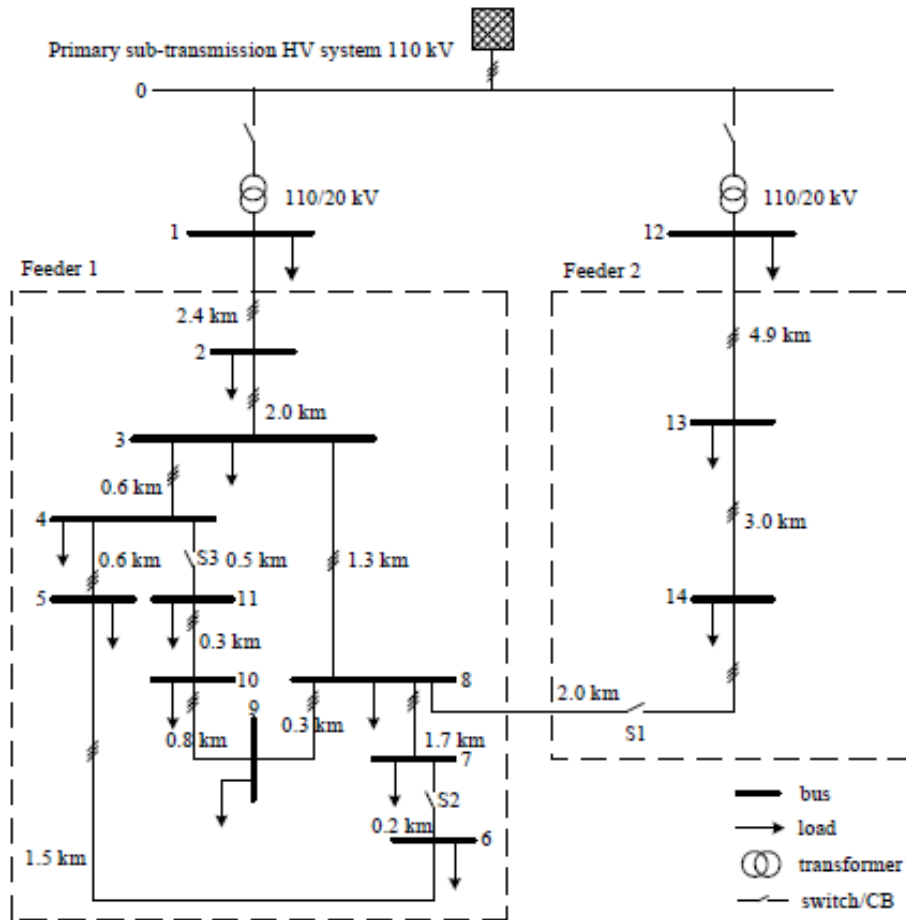 Primary sub-transmission HV system 110 kV
0
110/20 kV
110/20 kV
1
12
Feeder 1
Feeder 2
2.4 km
4.9 km
2
2.0 km
3
13
0.6 km
4
S3
0.6 km
0.5 km
1.3 km
3.0 km
5
11
14
0.3 km
10
8
9
2.0 km
0.8 km
0.3 km
1.7 km
S1
7
S2
bus
0.2 km
6
load
1.5 km
transformer
switch/CB